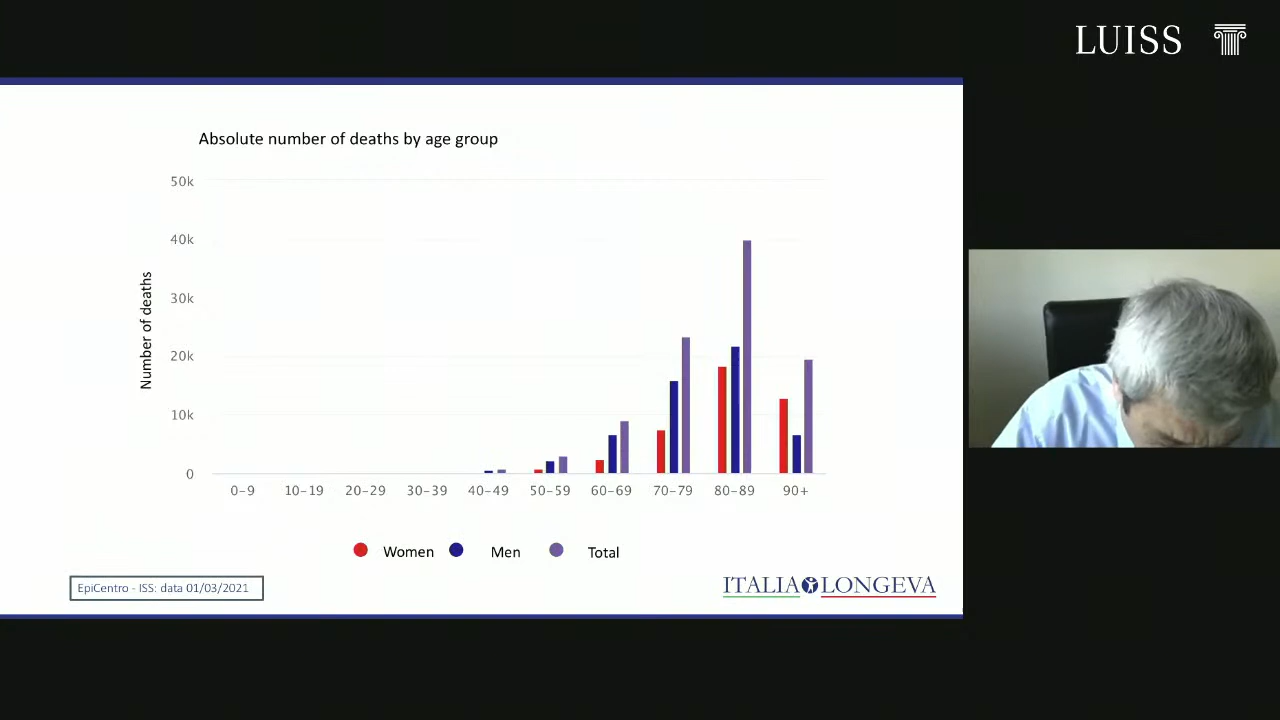 LUISS
Absolute number of deaths by age group
50k
40k
30k
20k
10k
0
Number of deaths
0-9 10-19 20-29 30-39 40-49 50-59 60-69 70-79 80-89 90+
Women Men Total
EpiCentro - ISS: data 01/03/2021
ITALIA LONGEVA